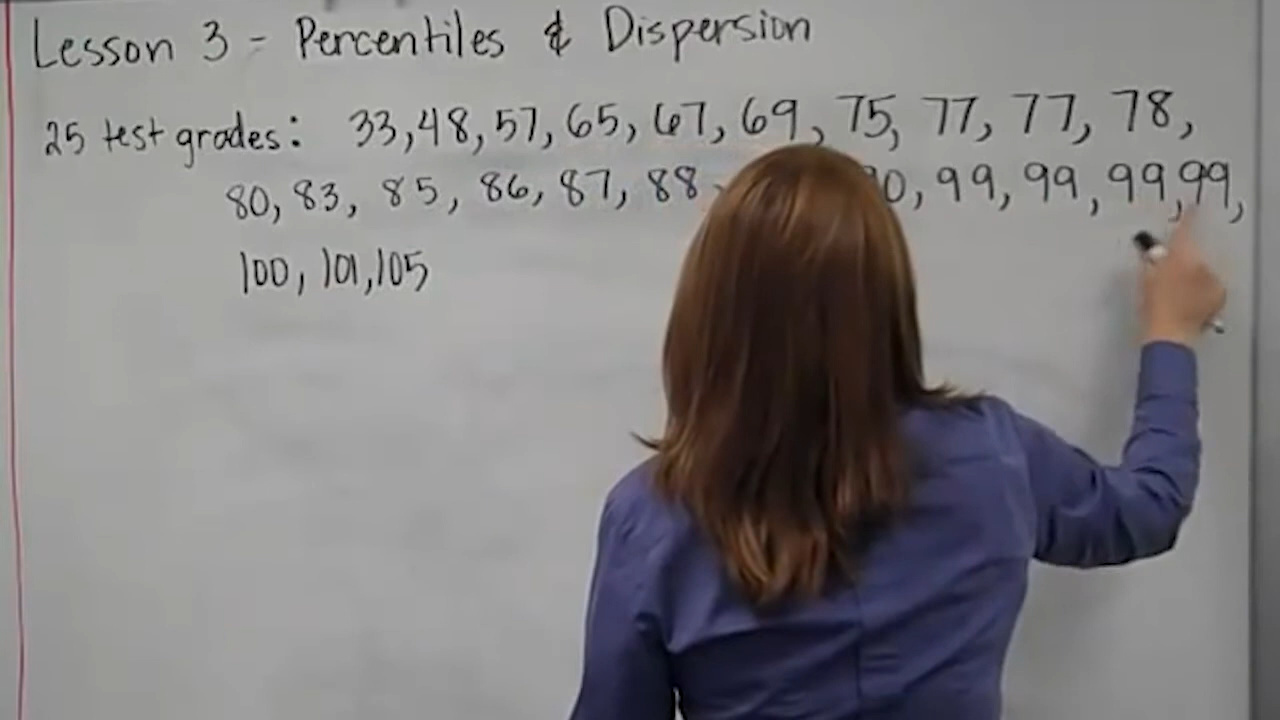 Lesson 3 - Percentiles & Dispersion
25 test grades: 33, 48, 57, 65, 67, 69, 75, 77, 77, 78,
80, 83, 85, 86, 87, 88 99, 99, 99, 99,
100, 101, 105